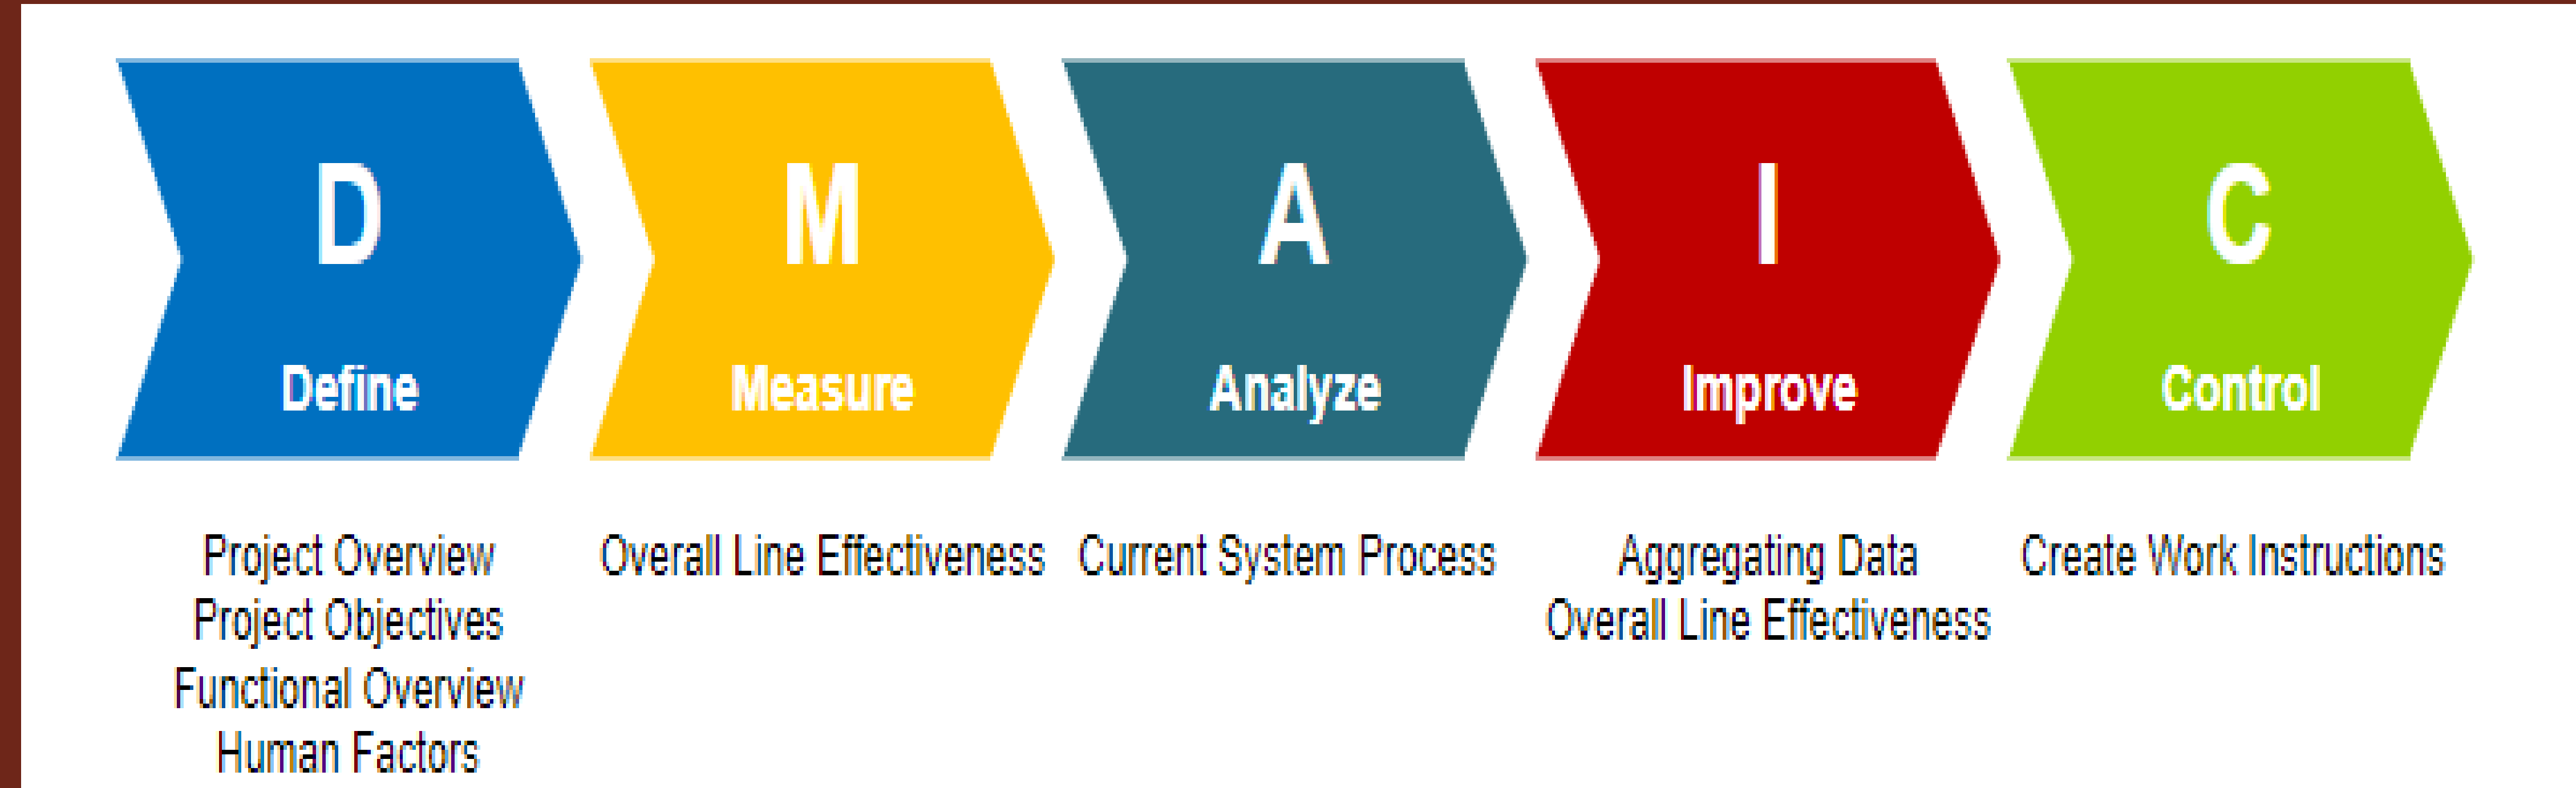 D
Define
Project Overview
Project Objectives
Functional Overview
Human Factors
M
Measure
Overall Line Effectiveness
A
Analyze
Current System Process
I
Improve
Aggregating Data
Overall Line Effectiveness
C
Control
Create Work Instructions